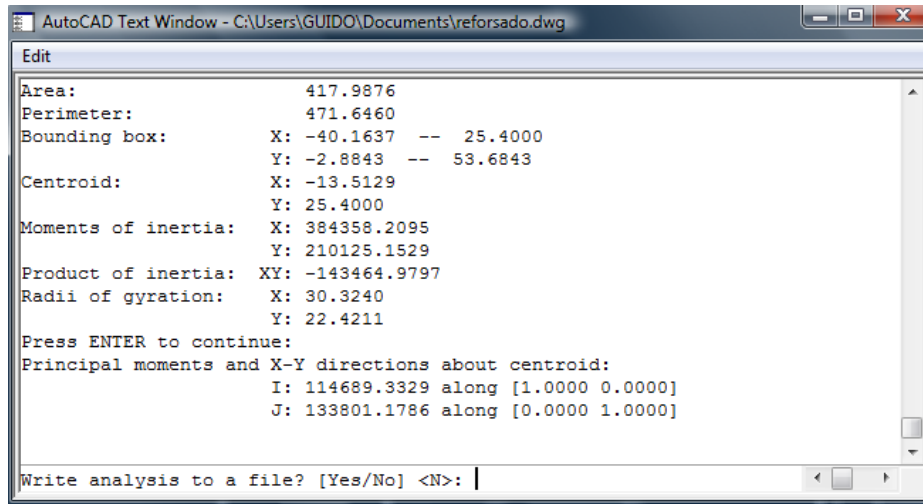 AutoCAD Text Window - C:\Users\GUIDO\Documents\reforsado.dwg
Edit
Area: 417.9876
Perimeter: 471.6460
Bounding box: X: -40.1637 -- 25.4000
Y: -2.8843 -- 53.6843
Centroid: X: -13.5129
Y: 25.4000
Moments of inertia: X: 384358.2095
Y: 210125.1529
Product of inertia: XY: -143464.9797
Radii of gyration: X: 30.3240
Y: 22.4211
Press ENTER to continue:
Principal moments and X-Y directions about centroid:
I: 114689.3329 along [1.0000 0.0000]
J: 133801.1786 along [0.0000 1.0000]
Write analysis to a file? [Yes/No] <N>: